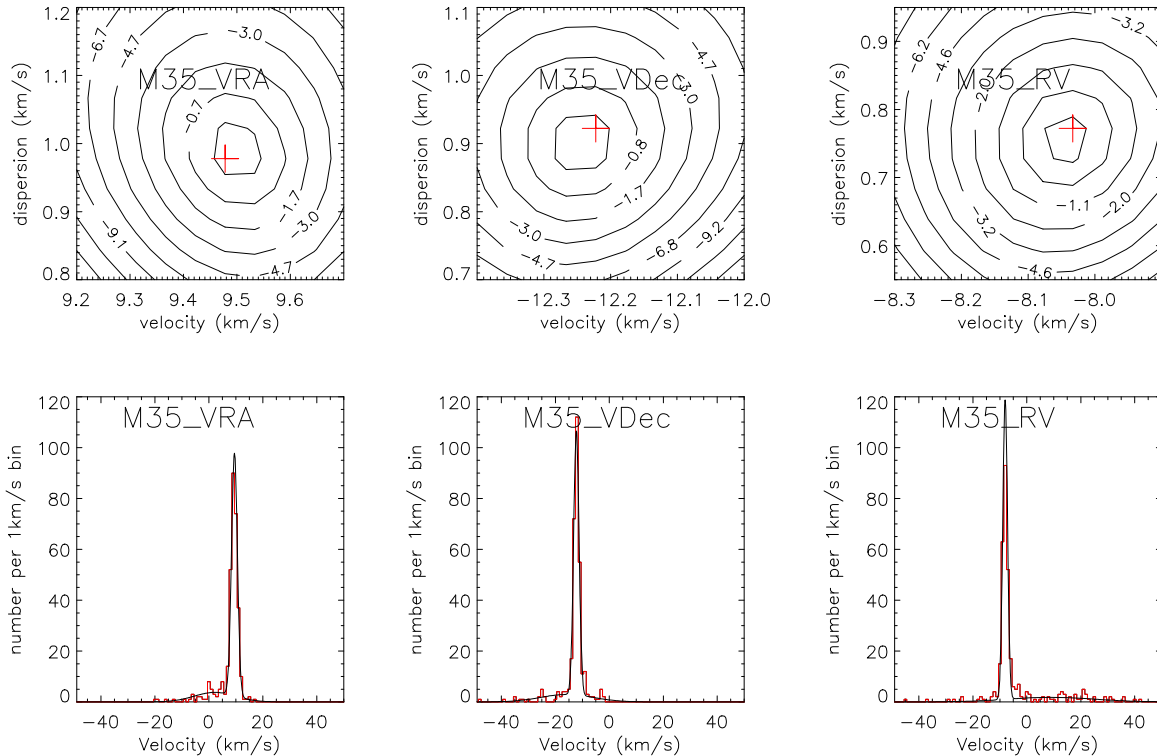 1.2
1.1
1.0
0.9
0.8
dispersion (km/s)
9.2 9.3 9.4 9.5 9.6
velocity (km/s)
M35_VRA
−6.7
−4.7
−3.0
−0.7
−9.1
−1.7
−3.0
−4.7
1.1
1.0
0.9
0.8
0.7
dispersion (km/s)
−12.3 −12.2 −12.1 −12.0
velocity (km/s)
M35_VDec
−4.7
−3.0
−0.8
−1.7
−3.0
−4.7
−6.8
−9.2
0.9
0.8
0.7
0.6
dispersion (km/s)
−8.3 −8.2 −8.1 −8.0
velocity (km/s)
M35_RV
−3.2
−6.2
−4.6
−2.0
−1.1
−2.0
−3.2
−4.6
120
100
80
60
40
20
0
number per 1km/s bin
−40 −20 0 20 40
Velocity (km/s)
M35_VRA
120
100
80
60
40
20
0
number per 1km/s bin
−40 −20 0 20 40
Velocity (km/s)
M35_VDec
120
100
80
60
40
20
0
number per 1km/s bin
−40 −20 0 20 40
Velocity (km/s)
M35_RV